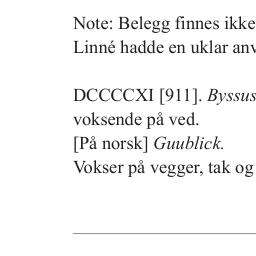 Note: Belegg finnes ikke
Linné hadde en uklar
DCCCCXI [911]. Byssus
voksende på ved.
[På norsk] Guublick.
Vokser på vegger, tak og